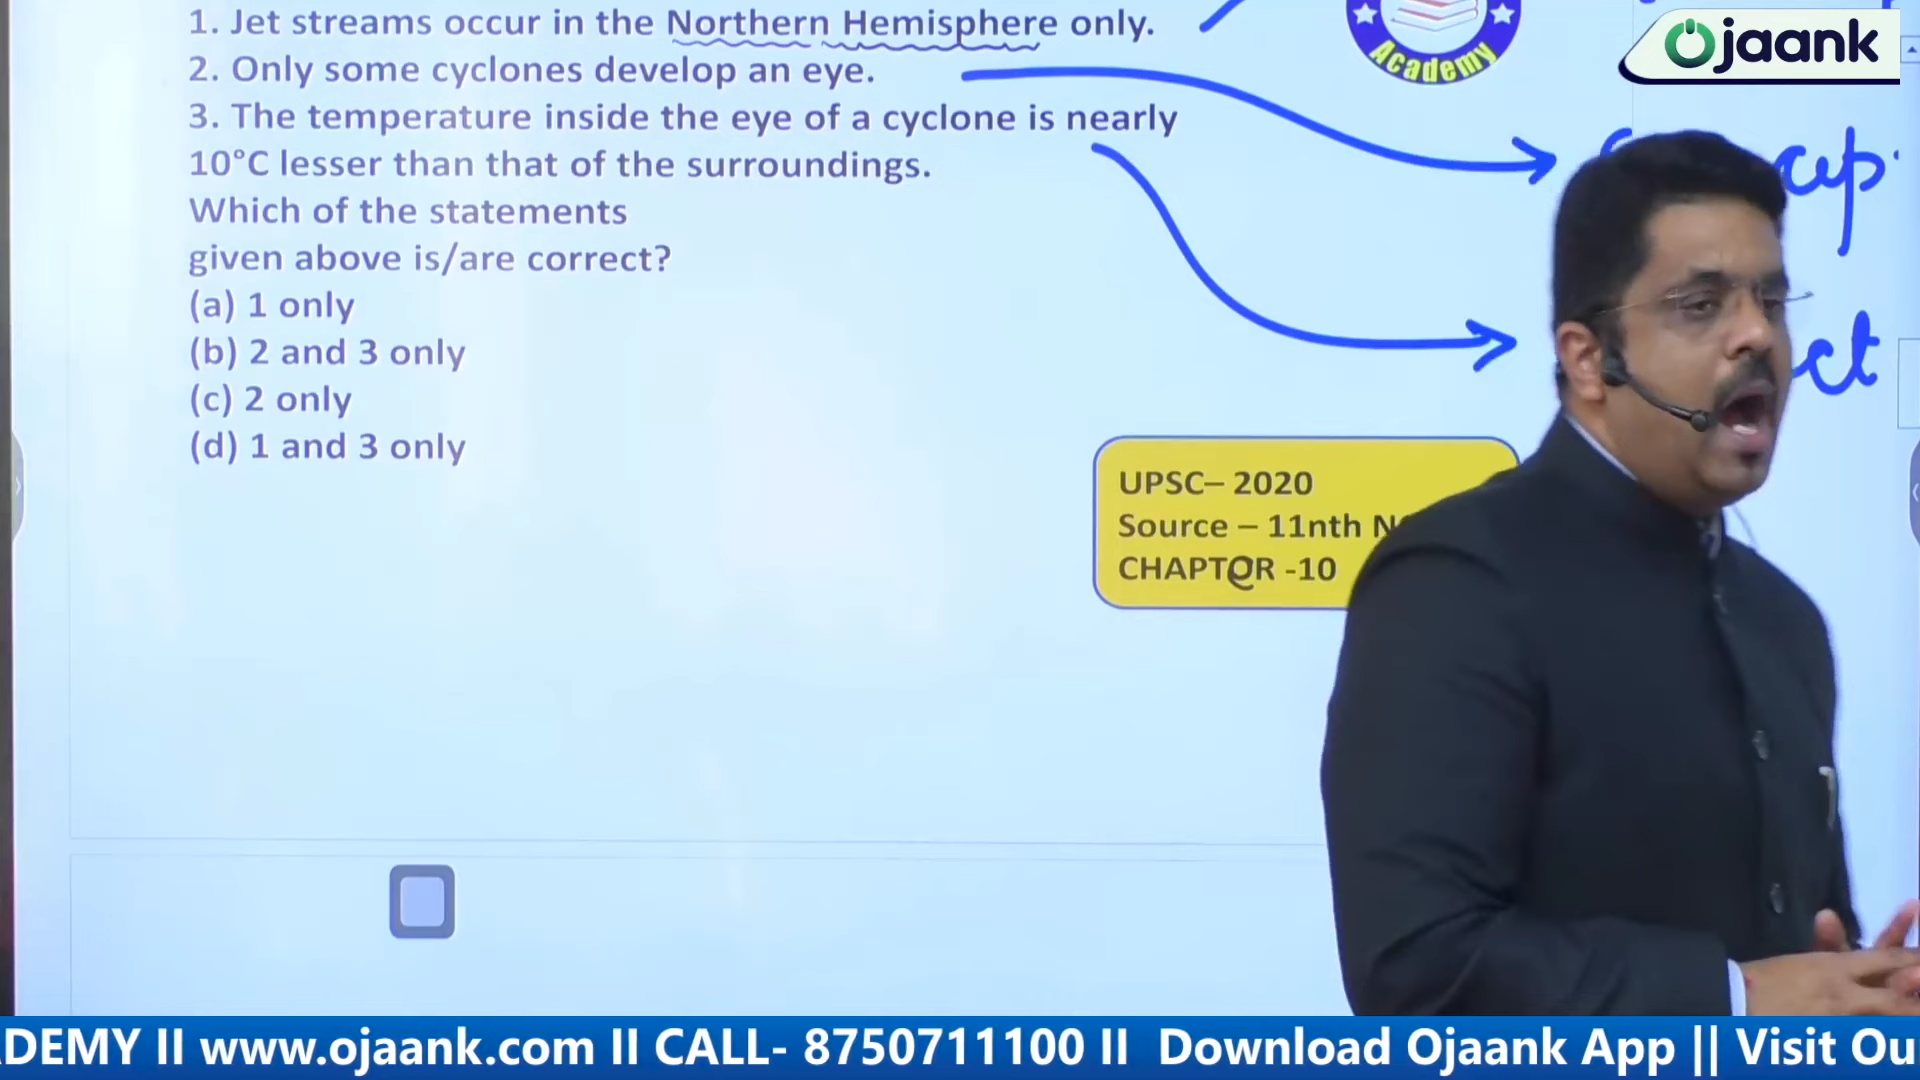 1. Jet streams occur in the Northern Hemisphere only.
Academy
Ojaank
2. Only some cyclones develop an eye.
3. The temperature inside the eye of a cyclone is nearly
10°C lesser than that of the surroundings.
Which of the statements
given above is/are correct?
(a) 1 only
(b) 2 and 3 only
(c) 2 only
(d) 1 and 3 only
UPSC– 2020
Source – 11nth
CHAPTeR -10
ADEMY II www.ojaank.com II CALL- 8750711100 II Download Ojaank App || Visit Ou